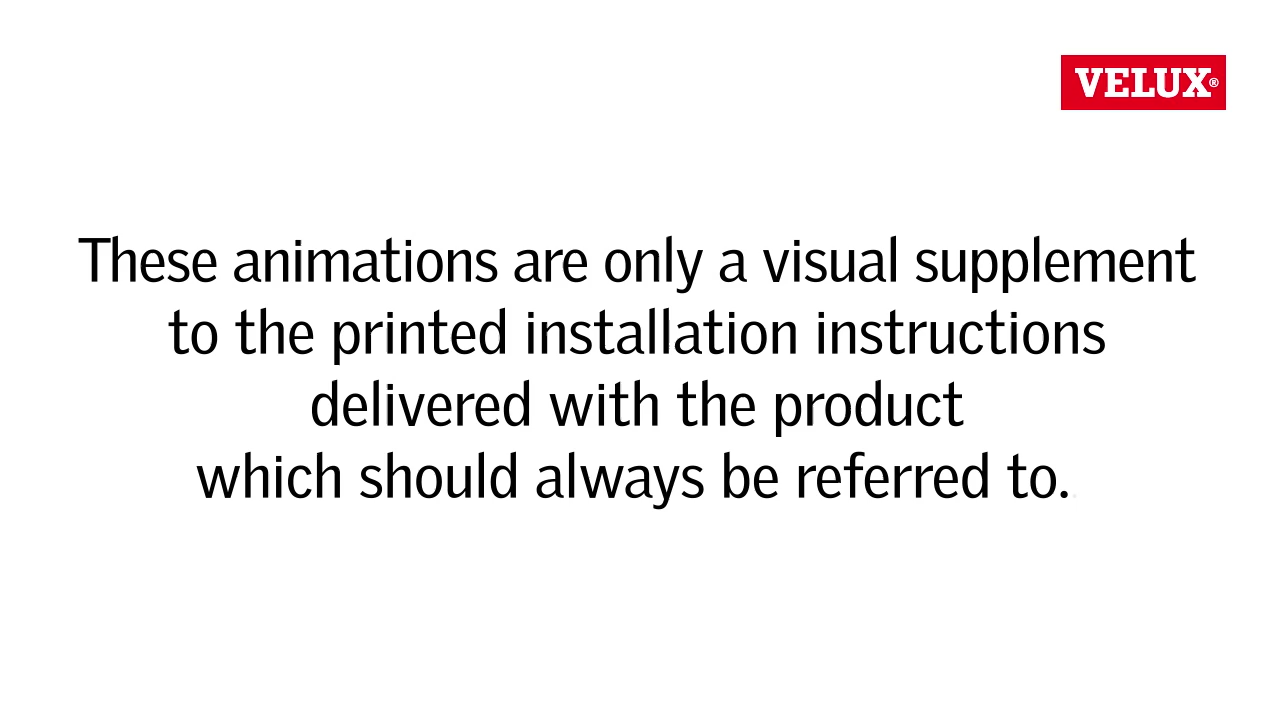 VELUX®
These animations are only a visual supplement
to the printed installation instructions
delivered with the product
which should always be referred to.